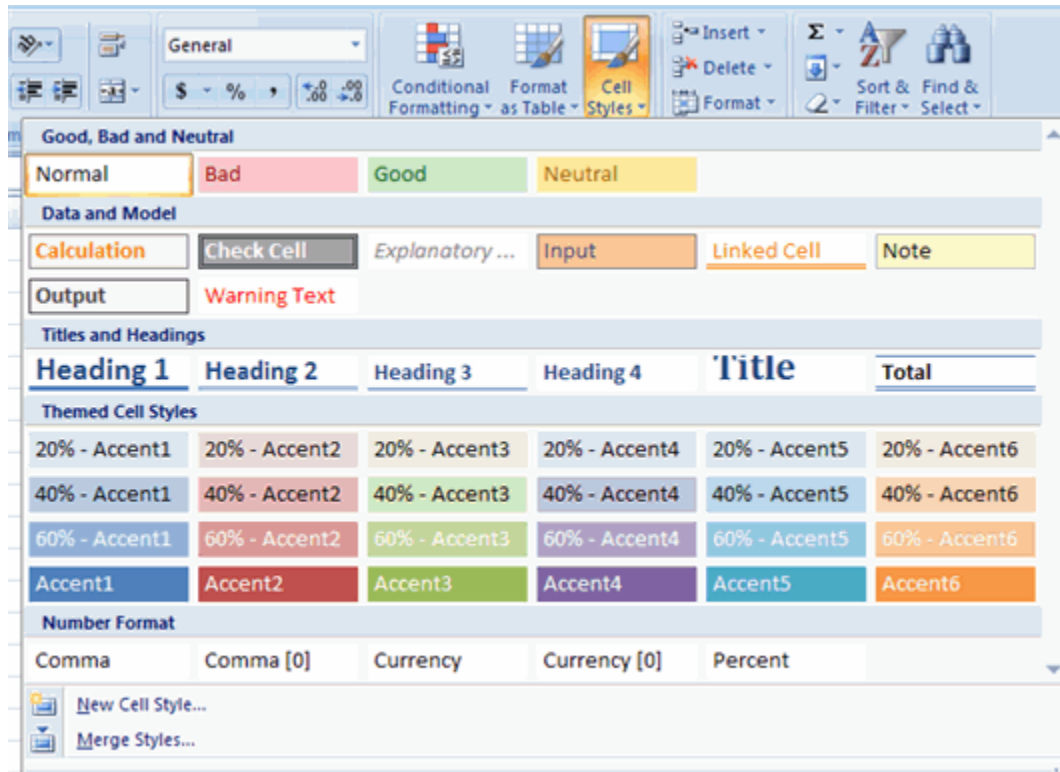 General
Insert
Σ
Conditional Formatting
Format as Table
Cell Styles
Delete
Sort & Filter
Find & Select
$ % , .00 .0
Format
Good, Bad and Neutral
Normal Bad Good Neutral
Data and Model
Calculation Check Cell Explanatory ... Input Linked Cell Note
Output Warning Text
Titles and Headings
Heading 1 Heading 2 Heading 3 Heading 4 Title Total
Themed Cell Styles
20% - Accent1 20% - Accent2 20% - Accent3 20% - Accent4 20% - Accent5 20% - Accent6
40% - Accent1 40% - Accent2 40% - Accent3 40% - Accent4 40% - Accent5 40% - Accent6
60% - Accent1 60% - Accent2 60% - Accent3 60% - Accent4 60% - Accent5 60% - Accent6
Accent1 Accent2 Accent3 Accent4 Accent5 Accent6
Number Format
Comma Comma [0] Currency Currency [0] Percent
New Cell Style...
Merge Styles...